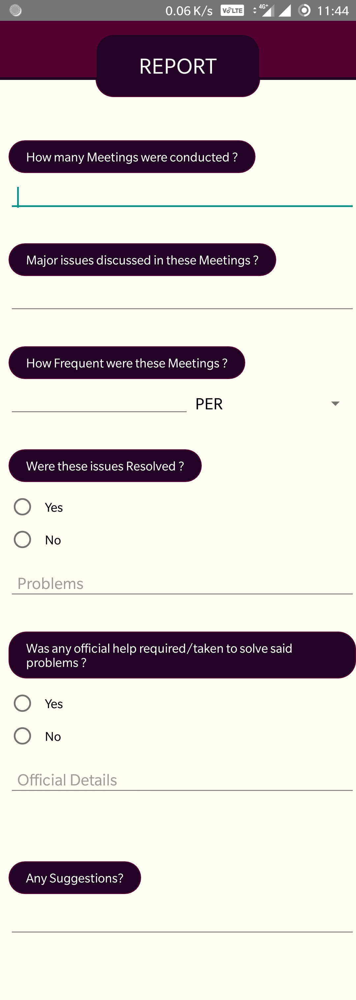 0.06 K/s VoLTE 4G+ 11:44
REPORT
How many Meetings were conducted ?
Major issues discussed in these Meetings ?
How Frequent were these Meetings ?
PER
Were these issues Resolved ?
Yes
No
Problems
Was any official help required/taken to solve said
problems ?
Yes
No
Official Details
Any Suggestions?